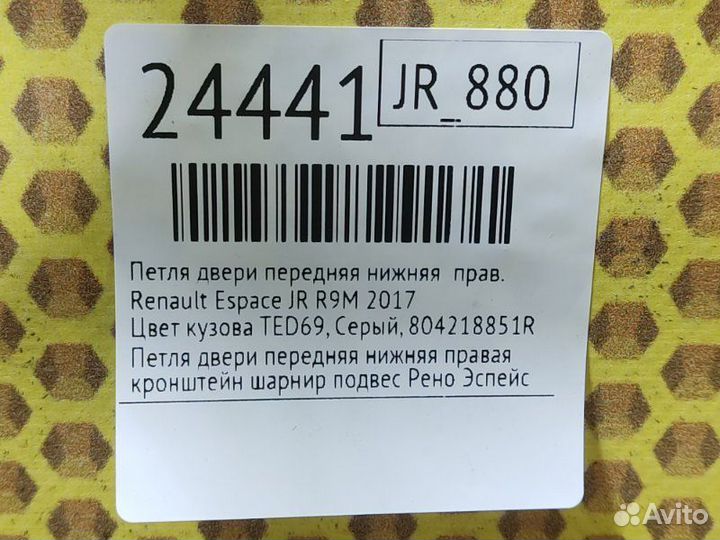 24441
JR_880
Петля двери передняя нижняя прав.
Renault Espace JR R9M 2017
Цвет кузова TED69, Серый, 804218851R
Петля двери передняя нижняя правая
кронштейн шарнир подвес Рено Эспейс
Avito